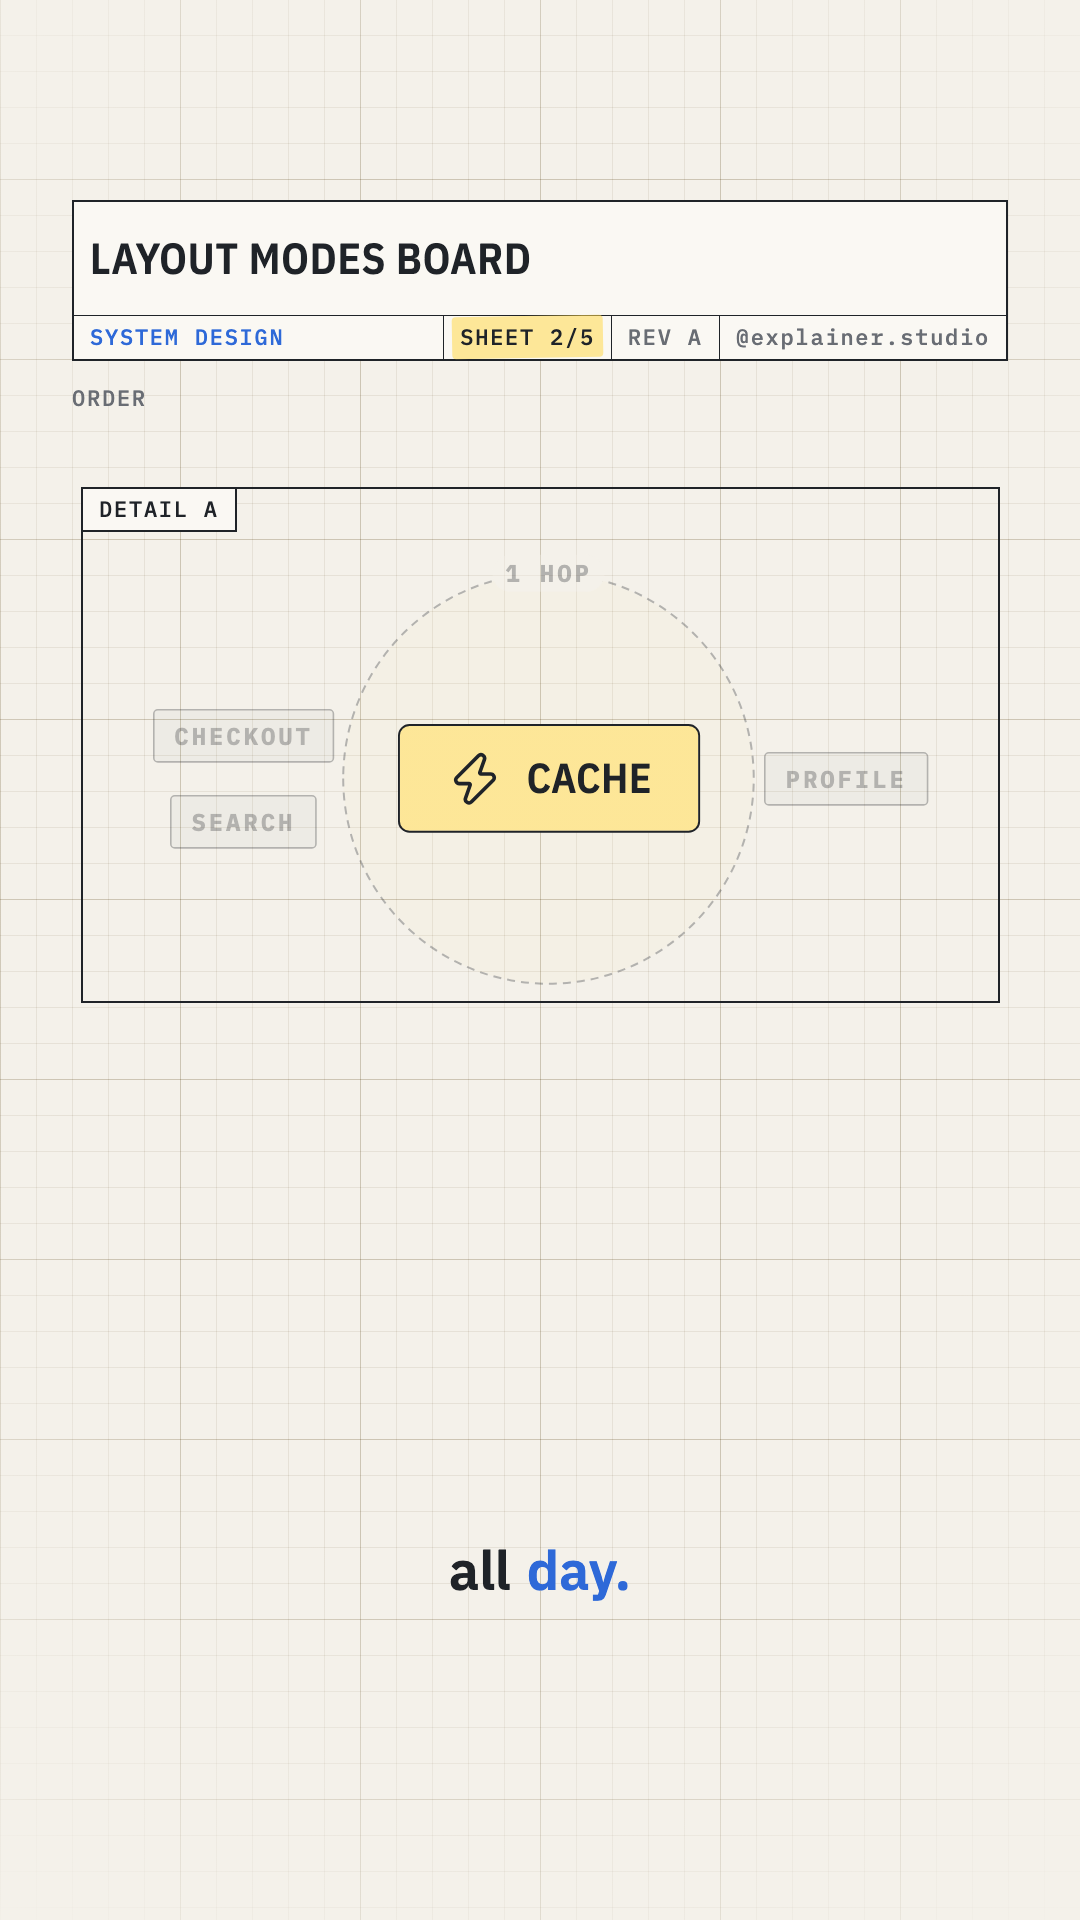 LAYOUT MODES BOARD
SYSTEM DESIGN SHEET 2/5 REV A @explainer.studio
ORDER
DETAIL A
1 HOP
CHECKOUT
CACHE
PROFILE
SEARCH
all day.